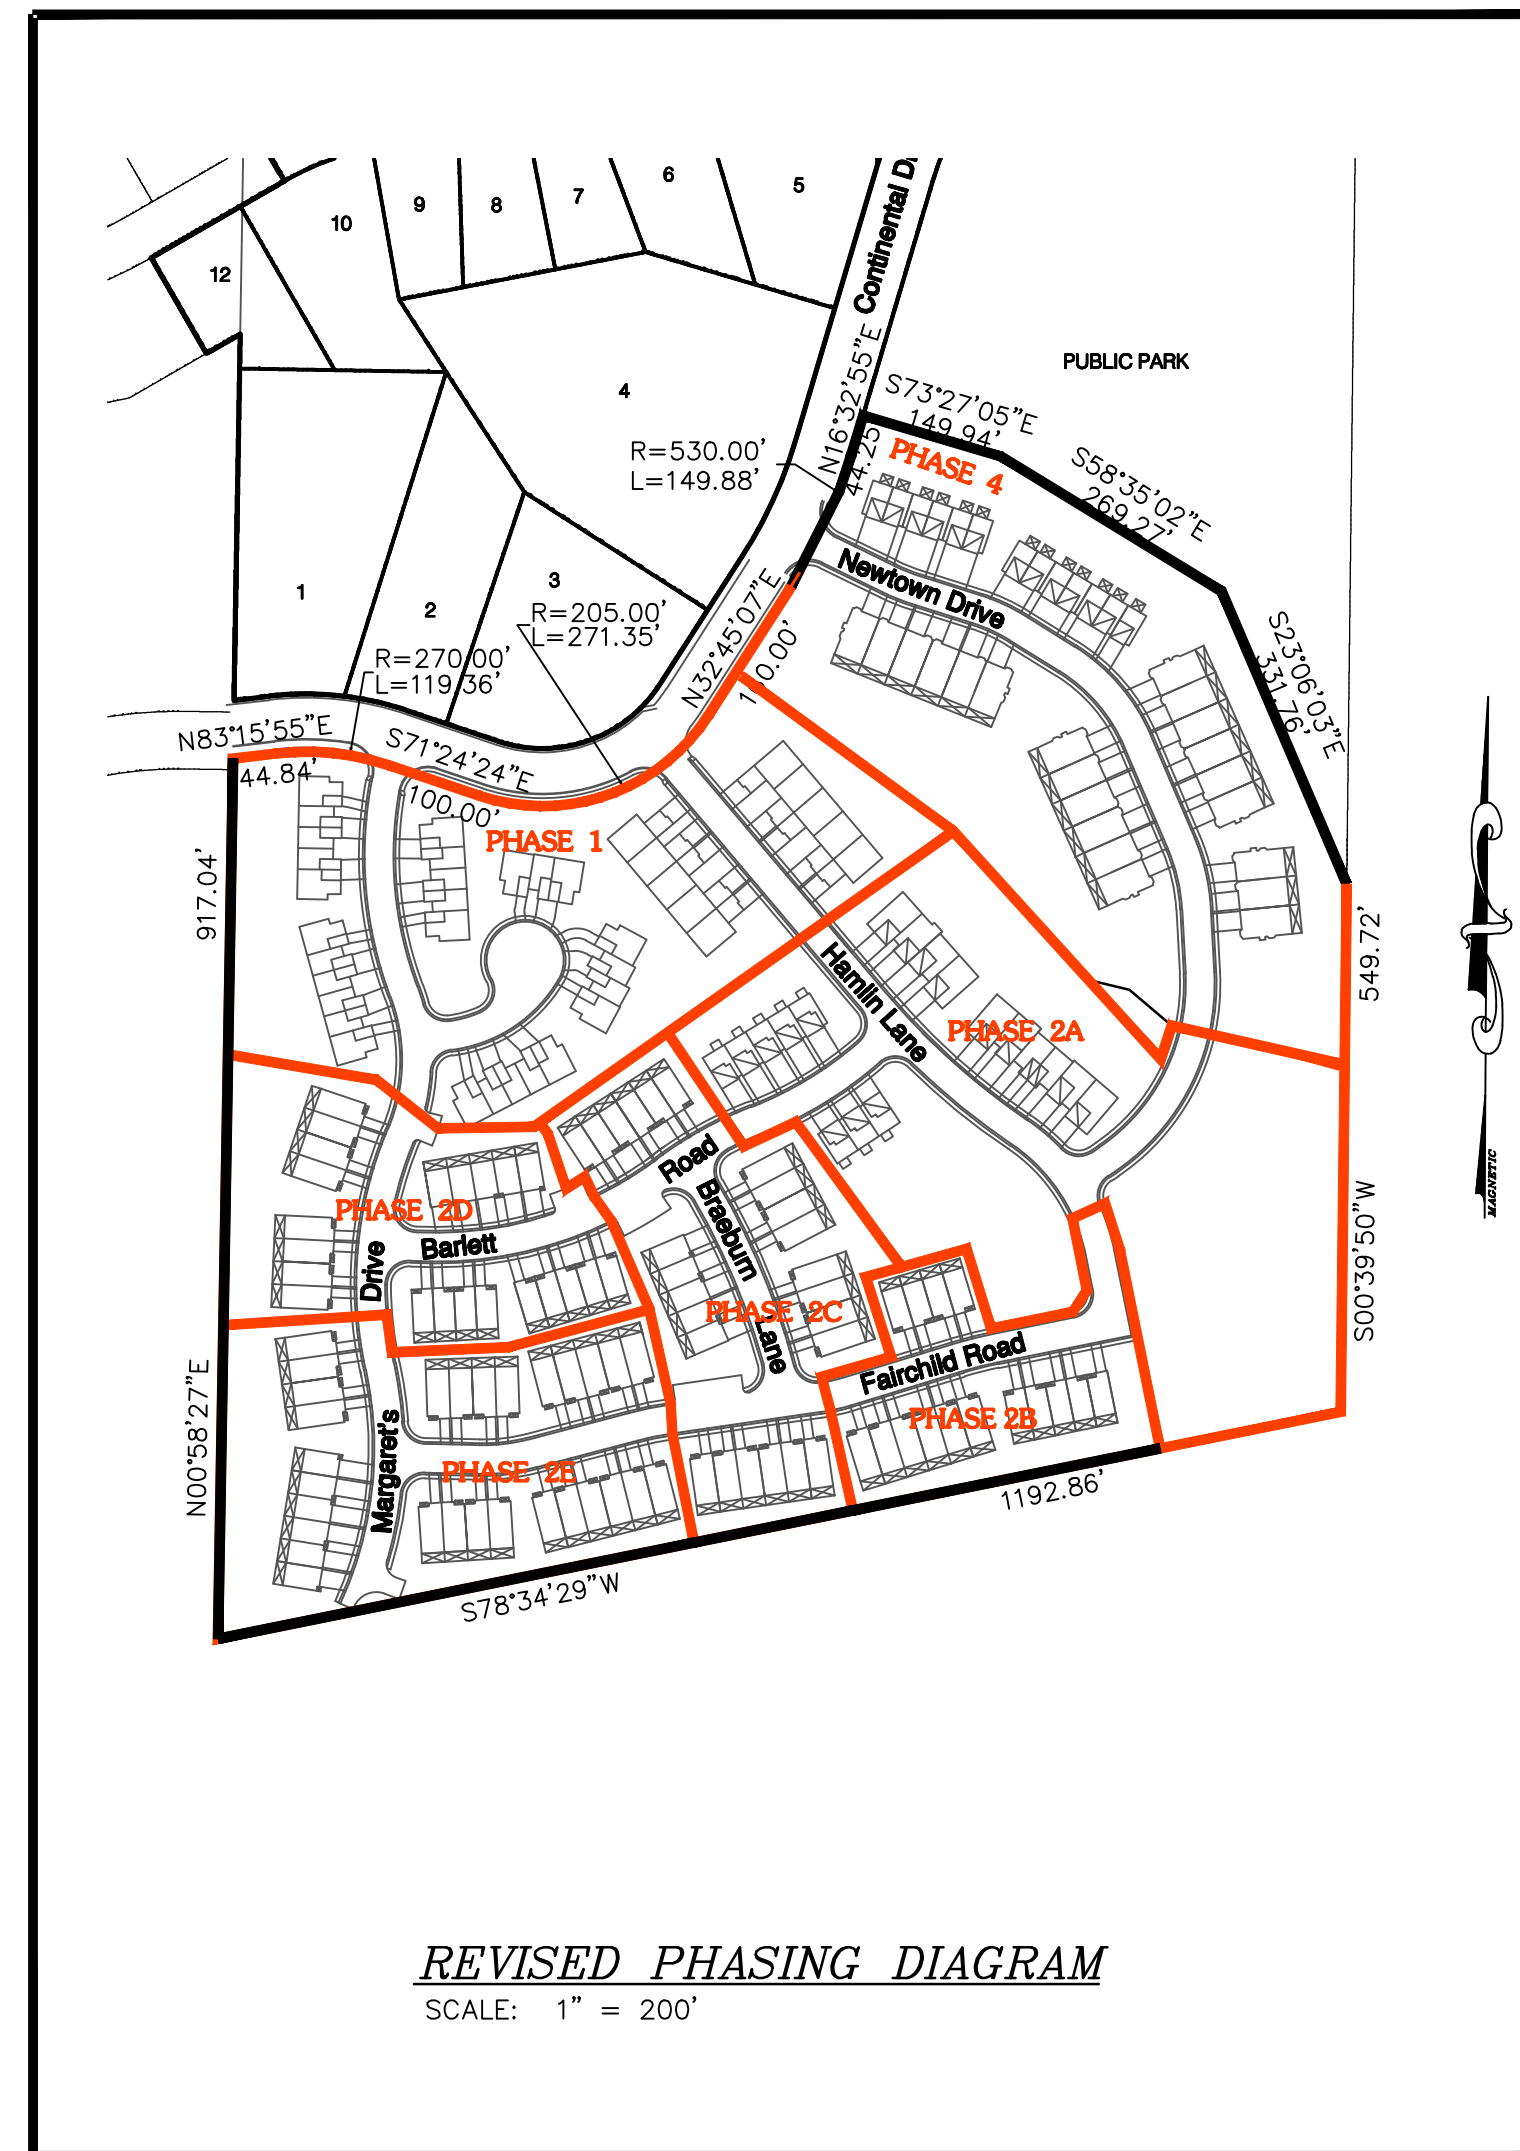 Continental D
10
9
8
7
6
5
12
4
PUBLIC PARK
S73°27'05"E
149.94'
N16°32'55"E
44.25
R=530.00'
L=149.88'
PHASE 4
S58°35'02"E
269.27'
Newtown Drive
1
2
3
R=205.00'
L=271.35'
N32°45'07"E
R=270.00'
L=119.36'
S23°06'03"E
331.76'
N83°15'55"E
44.84'
S71°24'24"E
100.00'
PHASE 1
917.04'
549.72'
Hamlin Lane
PHASE 2A
Road
Braeburn
Lane
PHASE 2D
Barlett
Drive
MAGNETIC
S00°39'50"W
PHASE 2C
Fairchild Road
PHASE 2B
N00°58'27"E
Margaret's
PHASE 2E
1192.86'
S78°34'29"W
REVISED PHASING DIAGRAM
SCALE: 1" = 200'